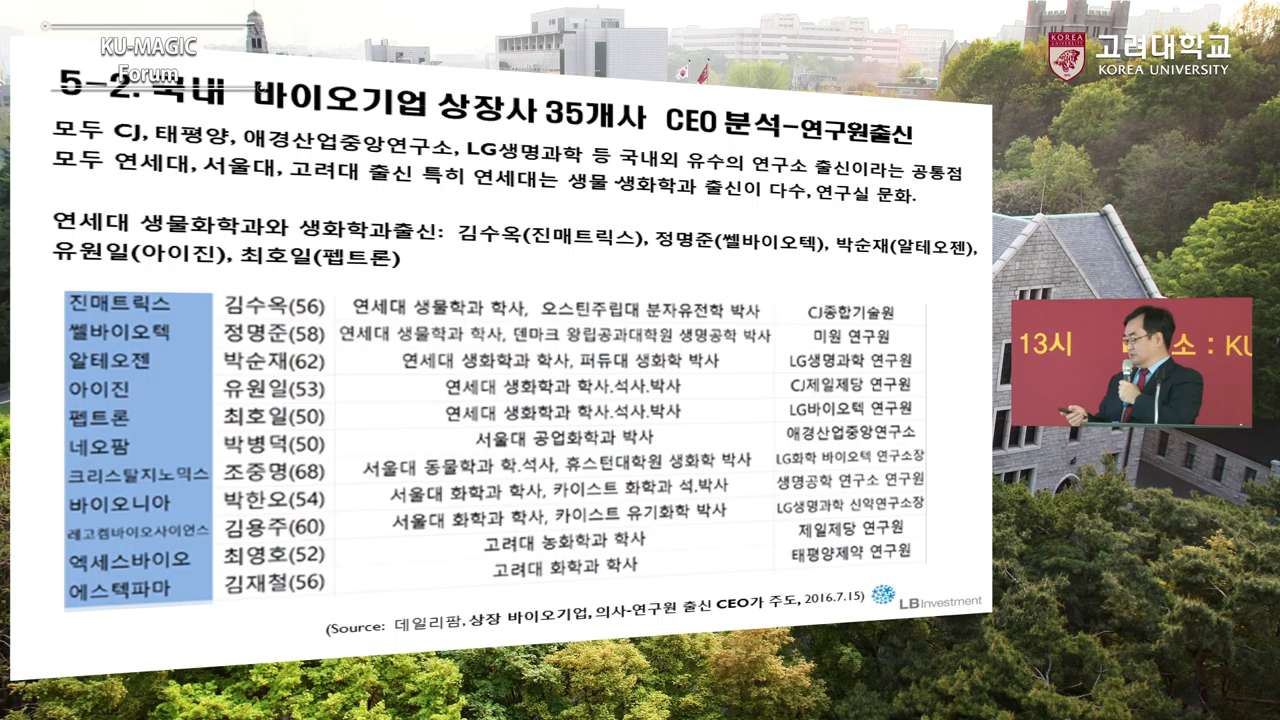 KU-MAGIC
Forum
KOREA
고려대학교
KOREA UNIVERSITY
5-2. 국내 바이오기업 상장사 35개사 CEO 분석-연구원출신
모두 CJ, 태평양, 애경산업중앙연구소, LG생명과학 등 국내외 유수의 연구소 출신이라는 공통점
모두 연세대, 서울대, 고려대 출신 특히 연세대는 생물·생화학과 출신이 다수, 연구실 문화.
연세대 생물화학과와 생화학과출신: 김수옥(진매트릭스), 정명준(쎌바이오텍), 박순재(알테오젠),
유원일(아이진), 최호일(펩트론)
진매트릭스 김수옥(56) 연세대 생물학과 학사, 오스틴주립대 분자유전학 박사 CJ종합기술원
쎌바이오텍 정명준(58) 연세대 생물학과 학사, 덴마크 왕립공과대학원 생명공학 박사 미원 연구원
알테오젠 박순재(62) 연세대 생화학과 학사, 퍼듀대 생화학 박사 LG생명과학 연구원
아이진 유원일(53) 연세대 생화학과 학사.석사.박사 CJ제일제당 연구원
펩트론 최호일(50) 연세대 생화학과 학사.석사.박사 LG바이오텍 연구원
네오팜 박병덕(50) 서울대 공업화학과 박사 애경산업중앙연구소
크리스탈지노믹스 조중명(68) 서울대 동물학과 학.석사, 휴스턴대학원 생화학 박사 LG화학 바이오텍 연구소장
바이오니아 박한오(54) 서울대 화학과 학사, 카이스트 화학과 석.박사 생명공학 연구소 연구원
레고켐바이오사이언스 김용주(60) 서울대 화학과 학사, 카이스트 유기화학 박사 LG생명과학 신약연구소장
엑세스바이오 최영호(52) 고려대 농화학과 학사 제일제당 연구원
에스텍파마 김재철(56) 고려대 화학과 학사 태평양제약 연구원
(Source: 데일리팜, 상장 바이오기업, 의사-연구원 출신 CEO가 주도, 2016.7.15)
LB Investment
13시
소 : KU